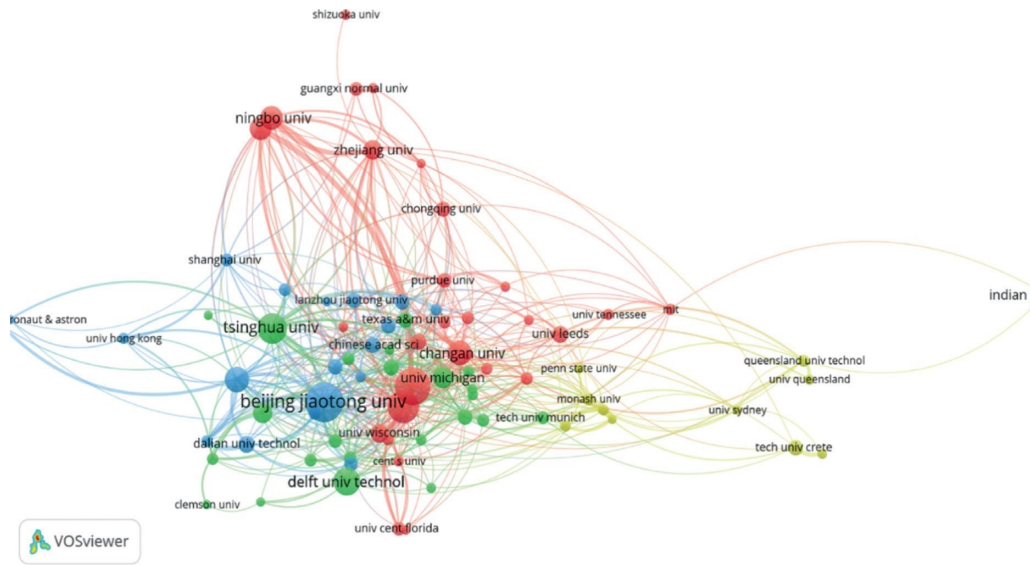 shizuoka univ
guangxi normal univ
ningbo univ
zhejiang univ
chongqing univ
shanghai univ
purdue univ
indian
lanzhou jiaotong univ
mit
ronaut & astron
texas a&m univ
univ tennessee
tsinghua univ
univ leeds
univ hong kong
chinese acad sci
changan univ
queensland univ technol
penn state univ
univ michigan
univ queensland
beijing jiaotong univ
monash univ
univ sydney
tech univ munich
univ wisconsin
dalian univ technol
tech univ crete
cent s univ
delft univ technol
clemson univ
univ cent florida
VOSviewer